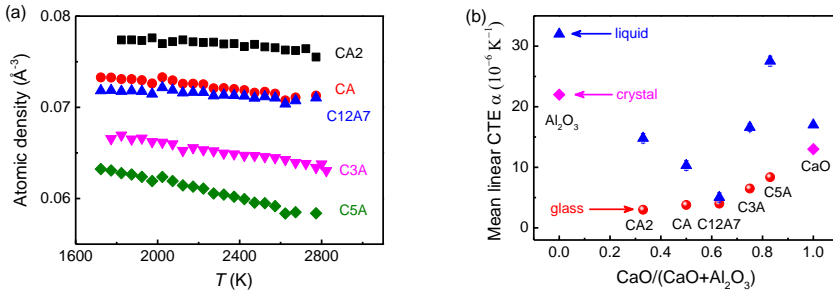 (a)
0.08
0.07
0.06
Atomic density (Å⁻³)
CA2
CA
C12A7
C3A
C5A
1600
2000
2400
2800
T (K)
(b)
Mean linear CTE α (10⁻⁶ K⁻¹)
30
20
10
0
liquid
crystal
Al₂O₃
glass
CA2
CA
C12A7
C3A
C5A
CaO
0.0
0.2
0.4
0.6
0.8
1.0
CaO/(CaO+Al₂O₃)